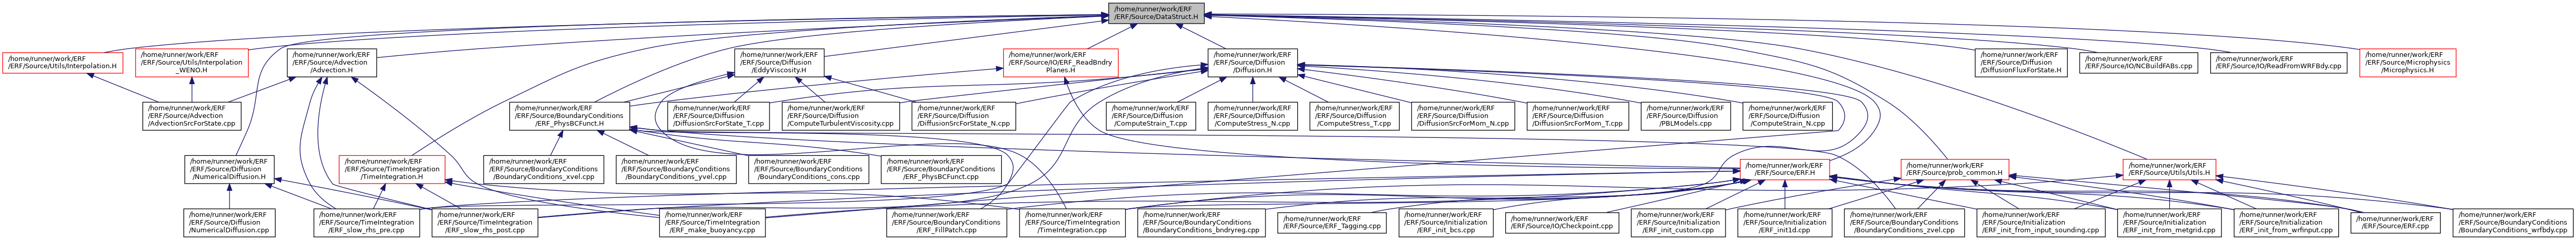 /home/runner/work/ERF
/ERF/Source/DataStruct.H
/home/runner/work/ERF
/ERF/Source/Utils/Interpolation.H
/home/runner/work/ERF
/ERF/Source/Utils/Interpolation
_WENO.H
/home/runner/work/ERF
/ERF/Source/Advection
/Advection.H
/home/runner/work/ERF
/ERF/Source/Diffusion
/EddyViscosity.H
/home/runner/work/ERF
/ERF/Source/IO/ERF_ReadBndry
Planes.H
/home/runner/work/ERF
/ERF/Source/Diffusion
/Diffusion.H
/home/runner/work/ERF
/ERF/Source/Diffusion
/DiffusionFluxForState.H
/home/runner/work/ERF
/ERF/Source/IO/NCBuildFABs.cpp
/home/runner/work/ERF
/ERF/Source/IO/ReadFromWRFBdy.cpp
/home/runner/work/ERF
/ERF/Source/Microphysics
/Microphysics.H
/home/runner/work/ERF
/ERF/Source/Advection
/AdvectionSrcForState.cpp
/home/runner/work/ERF
/ERF/Source/BoundaryConditions
/ERF_PhysBCFunct.H
/home/runner/work/ERF
/ERF/Source/Diffusion
/DiffusionSrcForState_T.cpp
/home/runner/work/ERF
/ERF/Source/Diffusion
/ComputeTurbulentViscosity.cpp
/home/runner/work/ERF
/ERF/Source/Diffusion
/DiffusionSrcForState_N.cpp
/home/runner/work/ERF
/ERF/Source/Diffusion
/ComputeStrain_T.cpp
/home/runner/work/ERF
/ERF/Source/Diffusion
/ComputeStress_N.cpp
/home/runner/work/ERF
/ERF/Source/Diffusion
/ComputeStress_T.cpp
/home/runner/work/ERF
/ERF/Source/Diffusion
/DiffusionSrcForMom_N.cpp
/home/runner/work/ERF
/ERF/Source/Diffusion
/DiffusionSrcForMom_T.cpp
/home/runner/work/ERF
/ERF/Source/Diffusion
/PBLModels.cpp
/home/runner/work/ERF
/ERF/Source/Diffusion
/ComputeStrain_N.cpp
/home/runner/work/ERF
/ERF/Source/Diffusion
/NumericalDiffusion.H
/home/runner/work/ERF
/ERF/Source/TimeIntegration
/TimeIntegration.H
/home/runner/work/ERF
/ERF/Source/BoundaryConditions
/BoundaryConditions_xvel.cpp
/home/runner/work/ERF
/ERF/Source/BoundaryConditions
/BoundaryConditions_yvel.cpp
/home/runner/work/ERF
/ERF/Source/BoundaryConditions
/BoundaryConditions_cons.cpp
/home/runner/work/ERF
/ERF/Source/BoundaryConditions
/ERF_PhysBCFunct.cpp
/home/runner/work/ERF
/ERF/Source/ERF.H
/home/runner/work/ERF
/ERF/Source/prob_common.H
/home/runner/work/ERF
/ERF/Source/Utils/Utils.H
/home/runner/work/ERF
/ERF/Source/Diffusion
/NumericalDiffusion.cpp
/home/runner/work/ERF
/ERF/Source/TimeIntegration
/ERF_slow_rhs_pre.cpp
/home/runner/work/ERF
/ERF/Source/TimeIntegration
/ERF_slow_rhs_post.cpp
/home/runner/work/ERF
/ERF/Source/TimeIntegration
/ERF_make_buoyancy.cpp
/home/runner/work/ERF
/ERF/Source/BoundaryConditions
/ERF_FillPatch.cpp
/home/runner/work/ERF
/ERF/Source/TimeIntegration
/TimeIntegration.cpp
/home/runner/work/ERF
/ERF/Source/BoundaryConditions
/BoundaryConditions_bndryreg.cpp
/home/runner/work/ERF
/ERF/Source/ERF_Tagging.cpp
/home/runner/work/ERF
/ERF/Source/Initialization
/ERF_init_bcs.cpp
/home/runner/work/ERF
/ERF/Source/IO/Checkpoint.cpp
/home/runner/work/ERF
/ERF/Source/Initialization
/ERF_init_custom.cpp
/home/runner/work/ERF
/ERF/Source/Initialization
/ERF_init1d.cpp
/home/runner/work/ERF
/ERF/Source/BoundaryConditions
/BoundaryConditions_zvel.cpp
/home/runner/work/ERF
/ERF/Source/Initialization
/ERF_init_from_input_sounding.cpp
/home/runner/work/ERF
/ERF/Source/Initialization
/ERF_init_from_metgrid.cpp
/home/runner/work/ERF
/ERF/Source/Initialization
/ERF_init_from_wrfinput.cpp
/home/runner/work/ERF
/ERF/Source/ERF.cpp
/home/runner/work/ERF
/ERF/Source/BoundaryConditions
/BoundaryConditions_wrfbdy.cpp